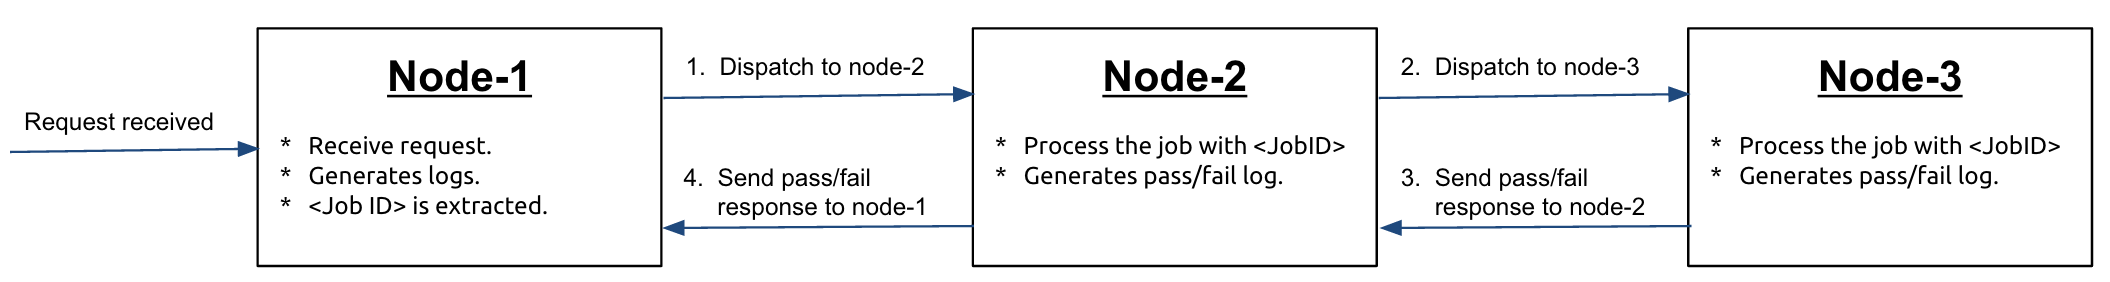 Request received
Node-1
* Receive request.
* Generates logs.
* <Job ID> is extracted.
1. Dispatch to node-2
4. Send pass/fail
response to node-1
Node-2
* Process the job with <JobID>
* Generates pass/fail log.
2. Dispatch to node-3
3. Send pass/fail
response to node-2
Node-3
* Process the job with <JobID>
* Generates pass/fail log.